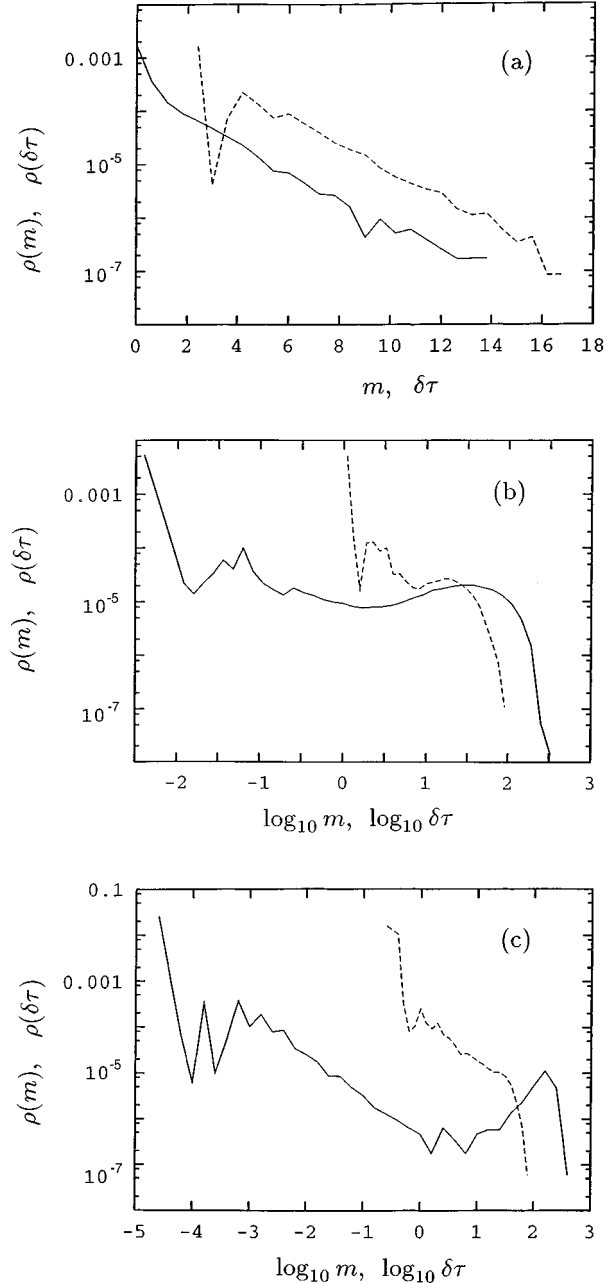 (a)
0.001
10⁻⁵
10⁻⁷
ρ(m), ρ(δτ)
0 2 4 6 8 10 12 14 16 18
m, δτ
(b)
0.001
10⁻⁵
10⁻⁷
ρ(m), ρ(δτ)
-2 -1 0 1 2 3
log₁₀ m, log₁₀ δτ
0.1
(c)
0.001
10⁻⁵
10⁻⁷
ρ(m), ρ(δτ)
-5 -4 -3 -2 -1 0 1 2 3
log₁₀ m, log₁₀ δτ